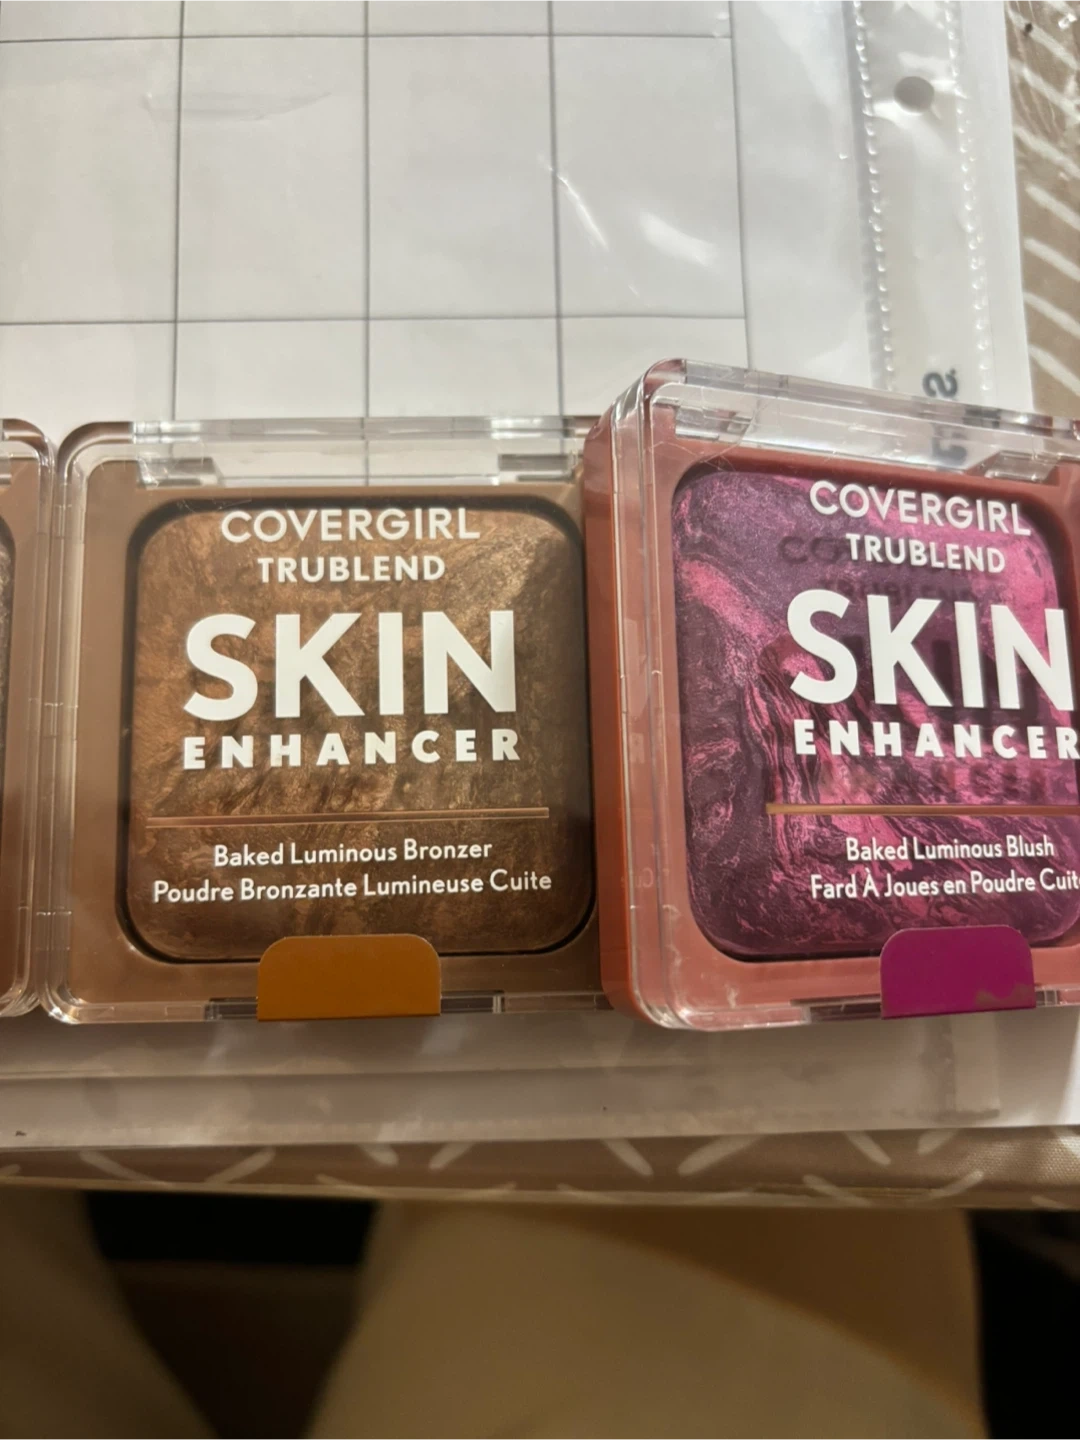 COVERGIRL
TRUBLEND
SKIN
ENHANCER
Baked Luminous Bronzer
Poudre Bronzante Lumineuse Cuite
COVERGIRL
TRUBLEND
SKIN
ENHANCER
Baked Luminous Blush
Fard À Joues en Poudre Cuite